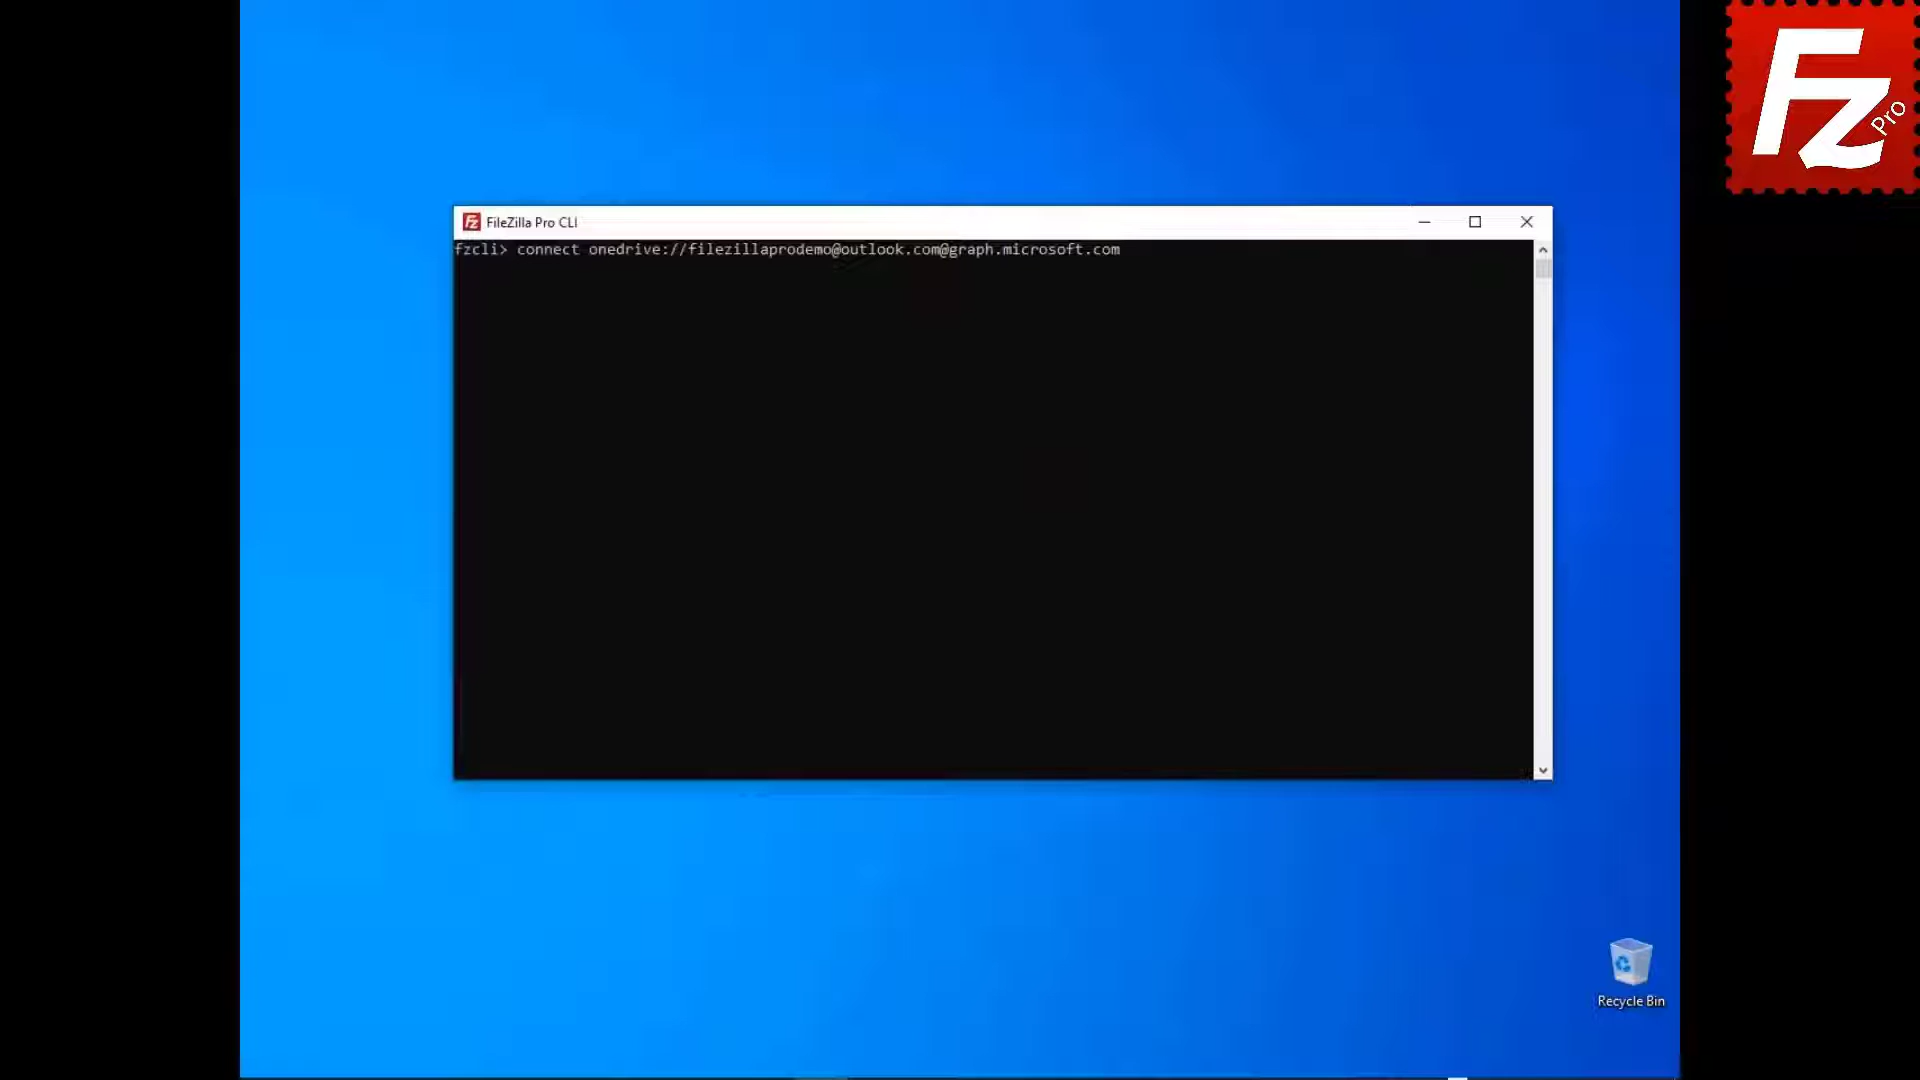 Fz Pro
FileZilla Pro CLI
fzcli> connect onedrive://filezillaprodemo@outlook.com@graph.microsoft.com
Recycle Bin